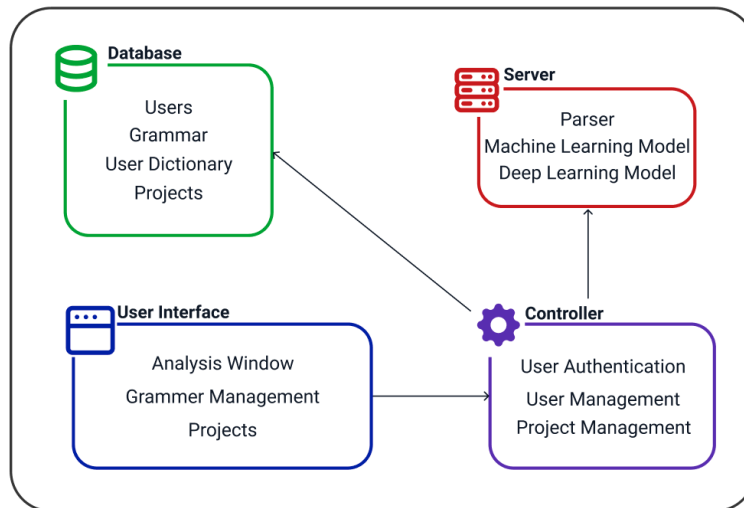 Database
Users
Grammar
User Dictionary
Projects
Server
Parser
Machine Learning Model
Deep Learning Model
User Interface
Analysis Window
Grammer Management
Projects
Controller
User Authentication
User Management
Project Management